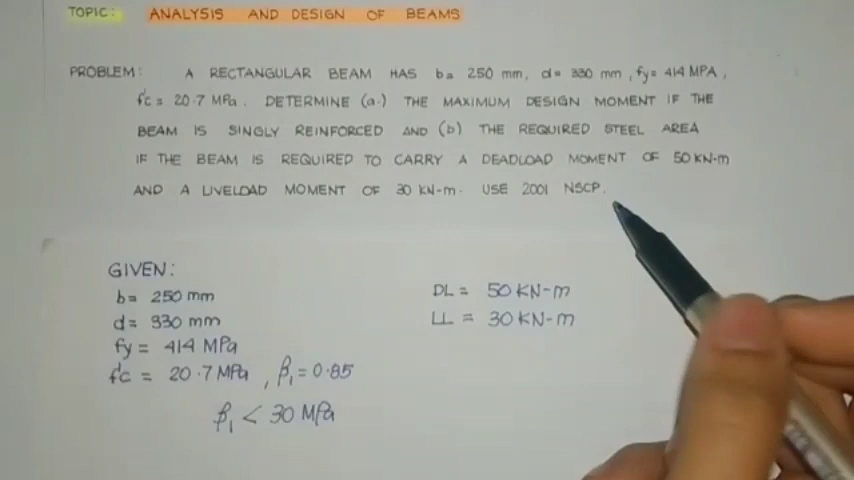 TOPIC: ANALYSIS AND DESIGN OF BEAMS
PROBLEM: A RECTANGULAR BEAM HAS b= 250 mm, d= 330 mm, fy= 414 MPA,
f'c = 20.7 MPa. DETERMINE (a.) THE MAXIMUM DESIGN MOMENT IF THE
BEAM IS SINGLY REINFORCED AND (b) THE REQUIRED STEEL AREA
IF THE BEAM IS REQUIRED TO CARRY A DEADLOAD MOMENT OF 50 KN-m
AND A LIVELOAD MOMENT OF 30 KN-m. USE 2001 NSCP.
GIVEN:
b= 250 mm
d= 330 mm
fy = 414 MPa
f'c = 20.7 MPa, β₁ = 0.85
β₁ < 30 MPa
DL = 50 KN-m
LL = 30 KN-m